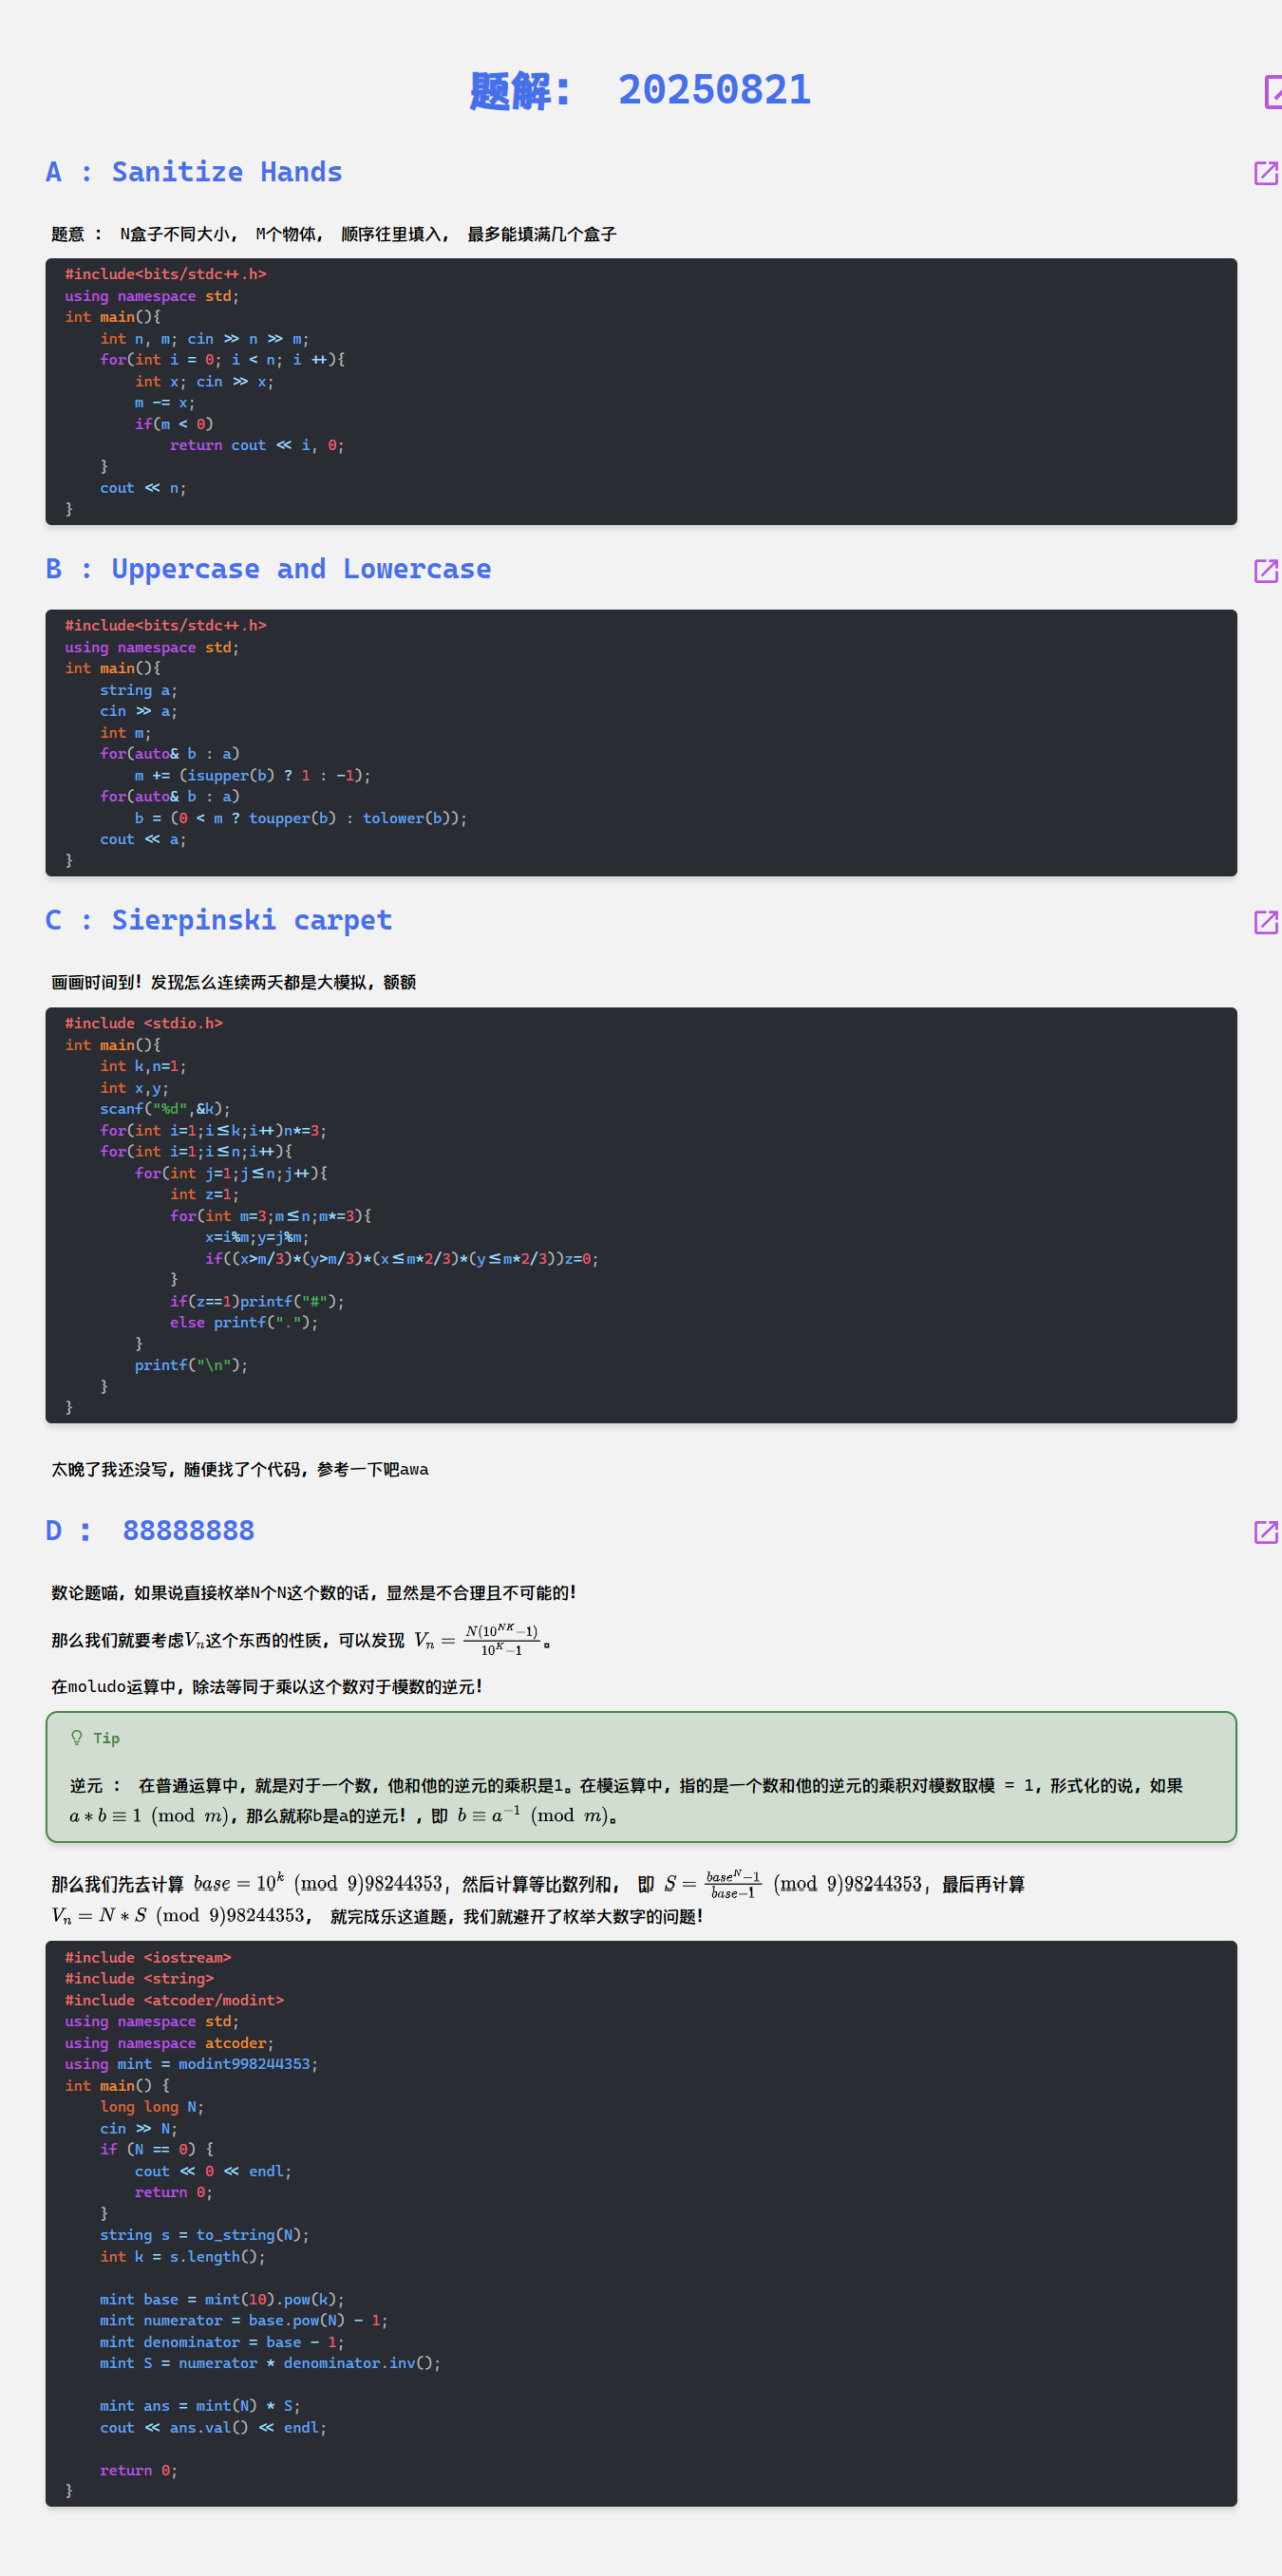 题解： 20250821
A : Sanitize Hands
题意 ： N盒子不同大小， M个物体， 顺序往里填入， 最多能填满几个盒子
#include<bits/stdc++.h>
using namespace std;
int main(){
    int n, m; cin >> n >> m;
    for(int i = 0; i < n; i ++){
        int x; cin >> x;
        m -= x;
        if(m < 0)
            return cout << i, 0;
    }
    cout << n;
}
B : Uppercase and Lowercase
#include<bits/stdc++.h>
using namespace std;
int main(){
    string a;
    cin >> a;
    int m;
    for(auto& b : a)
        m += (isupper(b) ? 1 : -1);
    for(auto& b : a)
        b = (0 < m ? toupper(b) : tolower(b));
    cout << a;
}
C : Sierpinski carpet
画画时间到！发现怎么连续两天都是大模拟，额额
#include <stdio.h>
int main(){
    int k,n=1;
    int x,y;
    scanf("%d",&k);
    for(int i=1;i<=k;i++)n*=3;
    for(int i=1;i<=n;i++){
        for(int j=1;j<=n;j++){
            int z=1;
            for(int m=3;m<=n;m*=3){
                x=i%m;y=j%m;
                if((x>m/3)*(y>m/3)*(x<=m*2/3)*(y<=m*2/3))z=0;
            }
            if(z==1)printf("#");
            else printf(".");
        }
        printf("\n");
    }
}
太晚了我还没写，随便找了个代码，参考一下吧awa
D ： 88888888
数论题喵，如果说直接枚举N个N这个数的话，显然是不合理且不可能的！
那么我们就要考虑V_n这个东西的性质，可以发现 V_n = \frac{N(10^{NK}-1)}{10^K-1}。
在moludo运算中，除法等同于乘以这个数对于模数的逆元！
Tip
逆元 ： 在普通运算中，就是对于一个数，他和他的逆元的乘积是1。在模运算中，指的是一个数和他的逆元的乘积对模数取模 = 1，形式化的说，如果
a * b ≡ 1 (mod m)，那么就称b是a的逆元！，即 b ≡ a^{-1} (mod m)。
那么我们先去计算 base = 10^k (mod 9)98244353，然后计算等比数列和， 即 S = \frac{base^N-1}{base-1} (mod 9)98244353，最后再计算
V_n = N * S (mod 9)98244353， 就完成乐这道题，我们就避开了枚举大数字的问题！
#include <iostream>
#include <string>
#include <atcoder/modint>
using namespace std;
using namespace atcoder;
using mint = modint998244353;
int main() {
    long long N;
    cin >> N;
    if (N == 0) {
        cout << 0 << endl;
        return 0;
    }
    string s = to_string(N);
    int k = s.length();
    mint base = mint(10).pow(k);
    mint numerator = base.pow(N) - 1;
    mint denominator = base - 1;
    mint S = numerator * denominator.inv();
    mint ans = mint(N) * S;
    cout << ans.val() << endl;
    return 0;
}